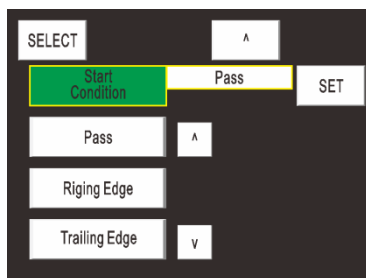 SELECT
^
Start
Condition
Pass
SET
Pass
^
Riging Edge
Trailing Edge
v